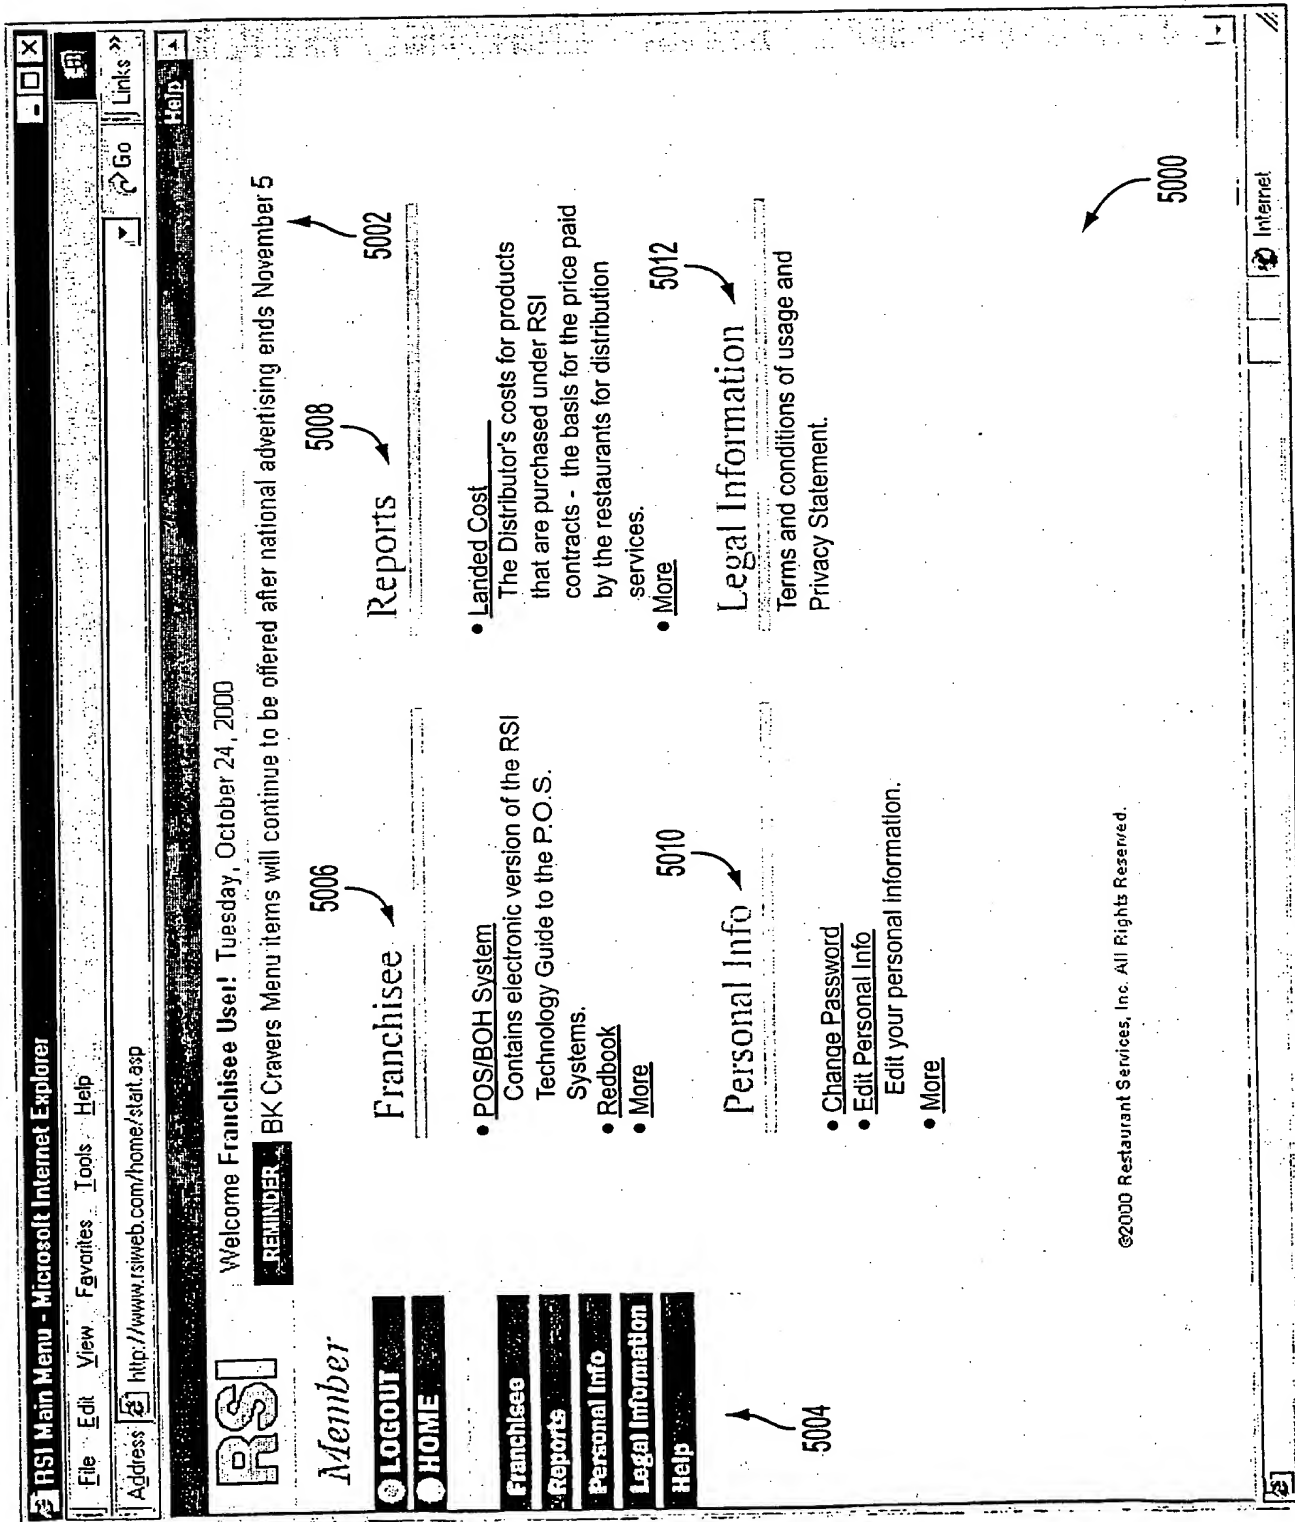 RSI Main Menu - Microsoft Internet Explorer
File Edit View Favorites Tools Help
Address http://www.rsiweb.com/home/start.asp Go Links »
Help
RSI
Welcome Franchisee User! Tuesday, October 24, 2000
REMINDER BK Cravers Menu items will continue to be offered after national advertising ends November 5
5002
Member
LOGOUT
HOME
Franchisee
Reports
Personal Info
Legal Information
Help
5004
5006
Franchisee
• POS/BOH System
Contains electronic version of the RSI
Technology Guide to the P.O.S.
Systems.
• Redbook
• More
5008
Reports
• Landed Cost
The Distributor's costs for products
that are purchased under RSI
contracts - the basis for the price paid
by the restaurants for distribution
services.
• More
5010
Personal Info
• Change Password
• Edit Personal Info
Edit your personal information.
• More
5012
Legal Information
Terms and conditions of usage and
Privacy Statement.
5000
©2000 Restaurant Services, Inc. All Rights Reserved.
Internet